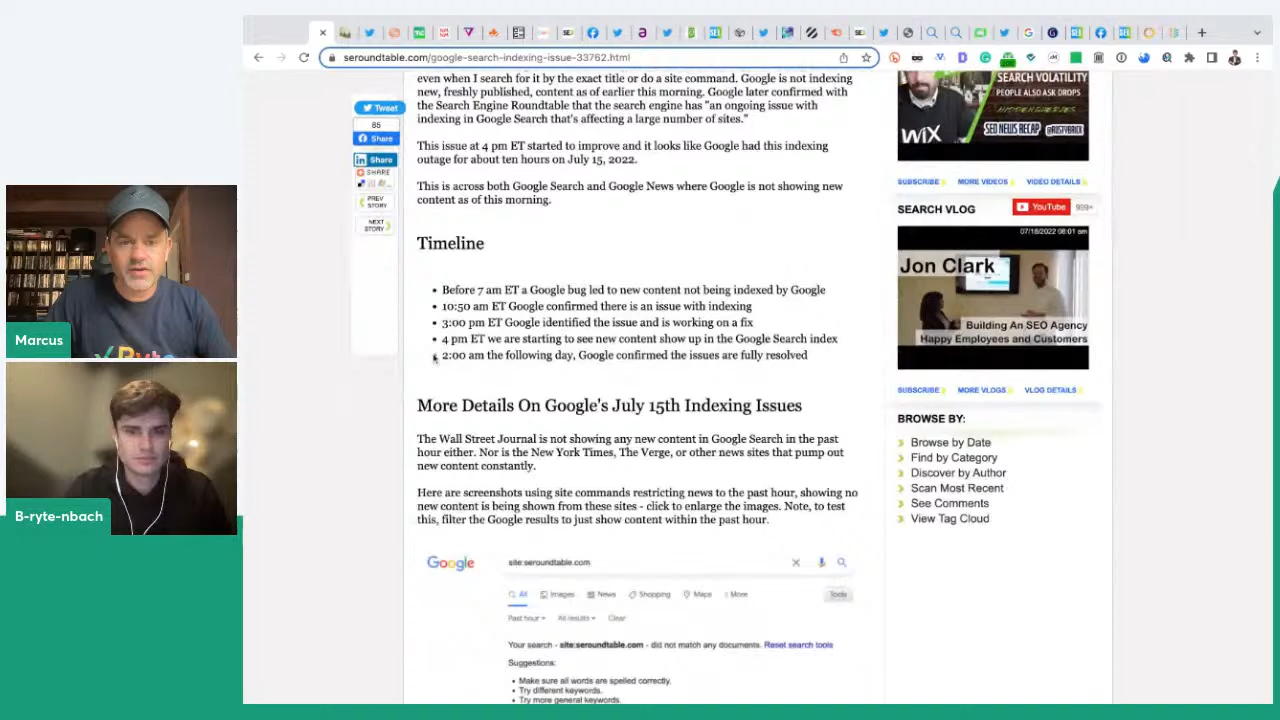 seroundtable.com/google-search-indexing-issue-33762.html
even when I search for it by the exact title or do a site command. Google is not indexing
new, freshly published, content as of earlier this morning. Google later confirmed with
the Search Engine Roundtable that the search engine has "an ongoing issue with
indexing in Google Search that's affecting a large number of sites."
This issue at 4 pm ET started to improve and it looks like Google had this indexing
outage for about ten hours on July 15, 2022.
This is across both Google Search and Google News where Google is not showing new
content as of this morning.
Timeline
Before 7 am ET a Google bug led to new content not being indexed by Google
10:50 am ET Google confirmed there is an issue with indexing
3:00 pm ET Google identified the issue and is working on a fix
4 pm ET we are starting to see new content show up in the Google Search index
2:00 am the following day, Google confirmed the issues are fully resolved
More Details On Google's July 15th Indexing Issues
The Wall Street Journal is not showing any new content in Google Search in the past
hour either. Nor is the New York Times, The Verge, or other news sites that pump out
new content constantly.
Here are screenshots using site commands restricting news to the past hour, showing no
new content is being shown from these sites - click to enlarge the images. Note, to test
this, filter the Google results to just show content within the past hour.
Google
site:seroundtable.com
All Images News Shopping Maps More Tools
Past hour All results Clear
Your search - site:seroundtable.com - did not match any documents. Reset search tools
Suggestions:
Make sure all words are spelled correctly.
Try different keywords.
Try more general keywords.
Tweet
85
Share
in Share
SHARE
PREV
STORY
NEXT
STORY
SEARCH VOLATILITY
PEOPLE ALSO ASK DROPS
WIX
SEO NEWS RECAP
@RUSTYBRICK
SUBSCRIBE MORE VIDEOS VIDEO DETAILS
SEARCH VLOG
YouTube
999+
07/18/2022 08:01 am
Jon Clark
Building An SEO Agency
Happy Employees and Customers
SUBSCRIBE MORE VLOGS VLOG DETAILS
BROWSE BY:
Browse by Date
Find by Category
Discover by Author
Scan Most Recent
See Comments
View Tag Cloud
Marcus
Ryte
B-ryte-nbach